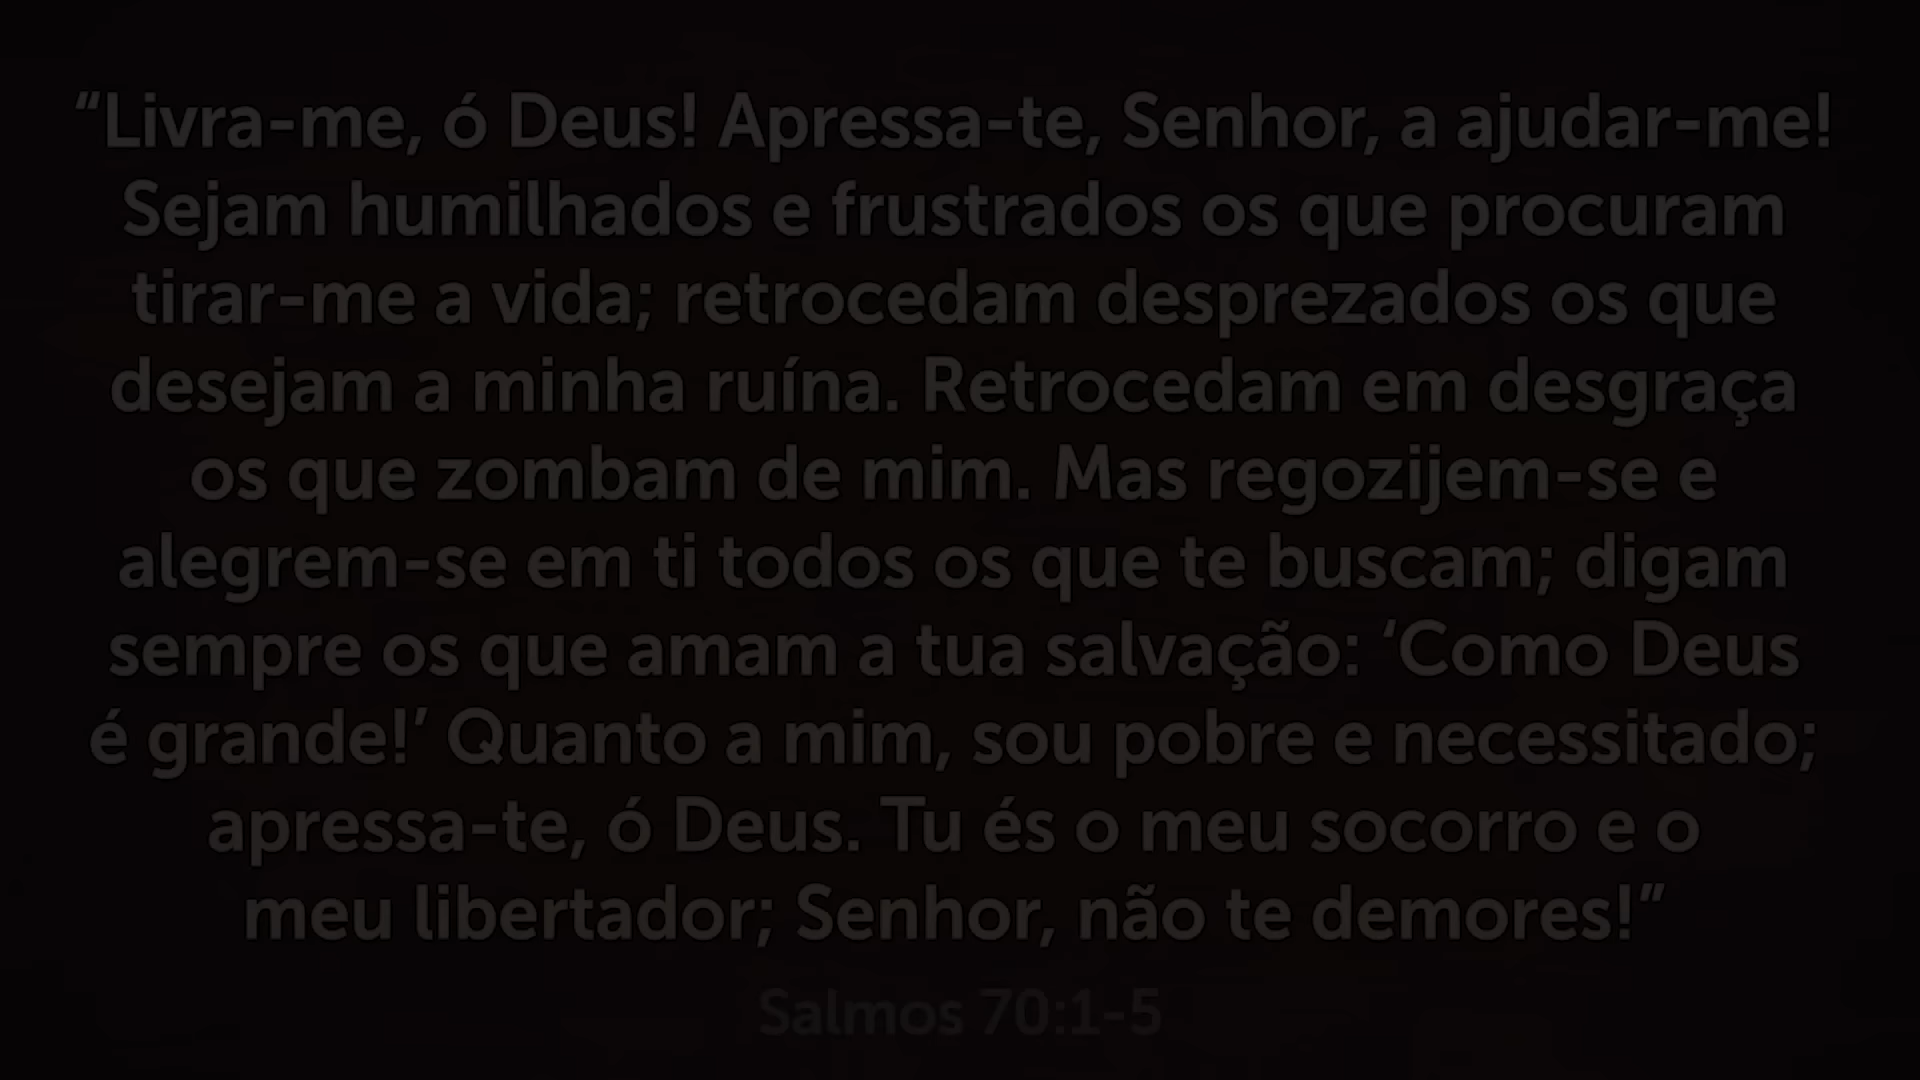 “Livra-me, ó Deus! Apressa-te, Senhor, a ajudar-me!
Sejam humilhados e frustrados os que procuram
tirar-me a vida; retrocedam desprezados os que
desejam a minha ruína. Retrocedam em desgraça
os que zombam de mim. Mas regozijem-se e
alegrem-se em ti todos os que te buscam; digam
sempre os que amam a tua salvação: ‘Como Deus
é grande!’ Quanto a mim, sou pobre e necessitado;
apressa-te, ó Deus. Tu és o meu socorro e o
meu libertador; Senhor, não te demores!”
Salmos 70:1-5